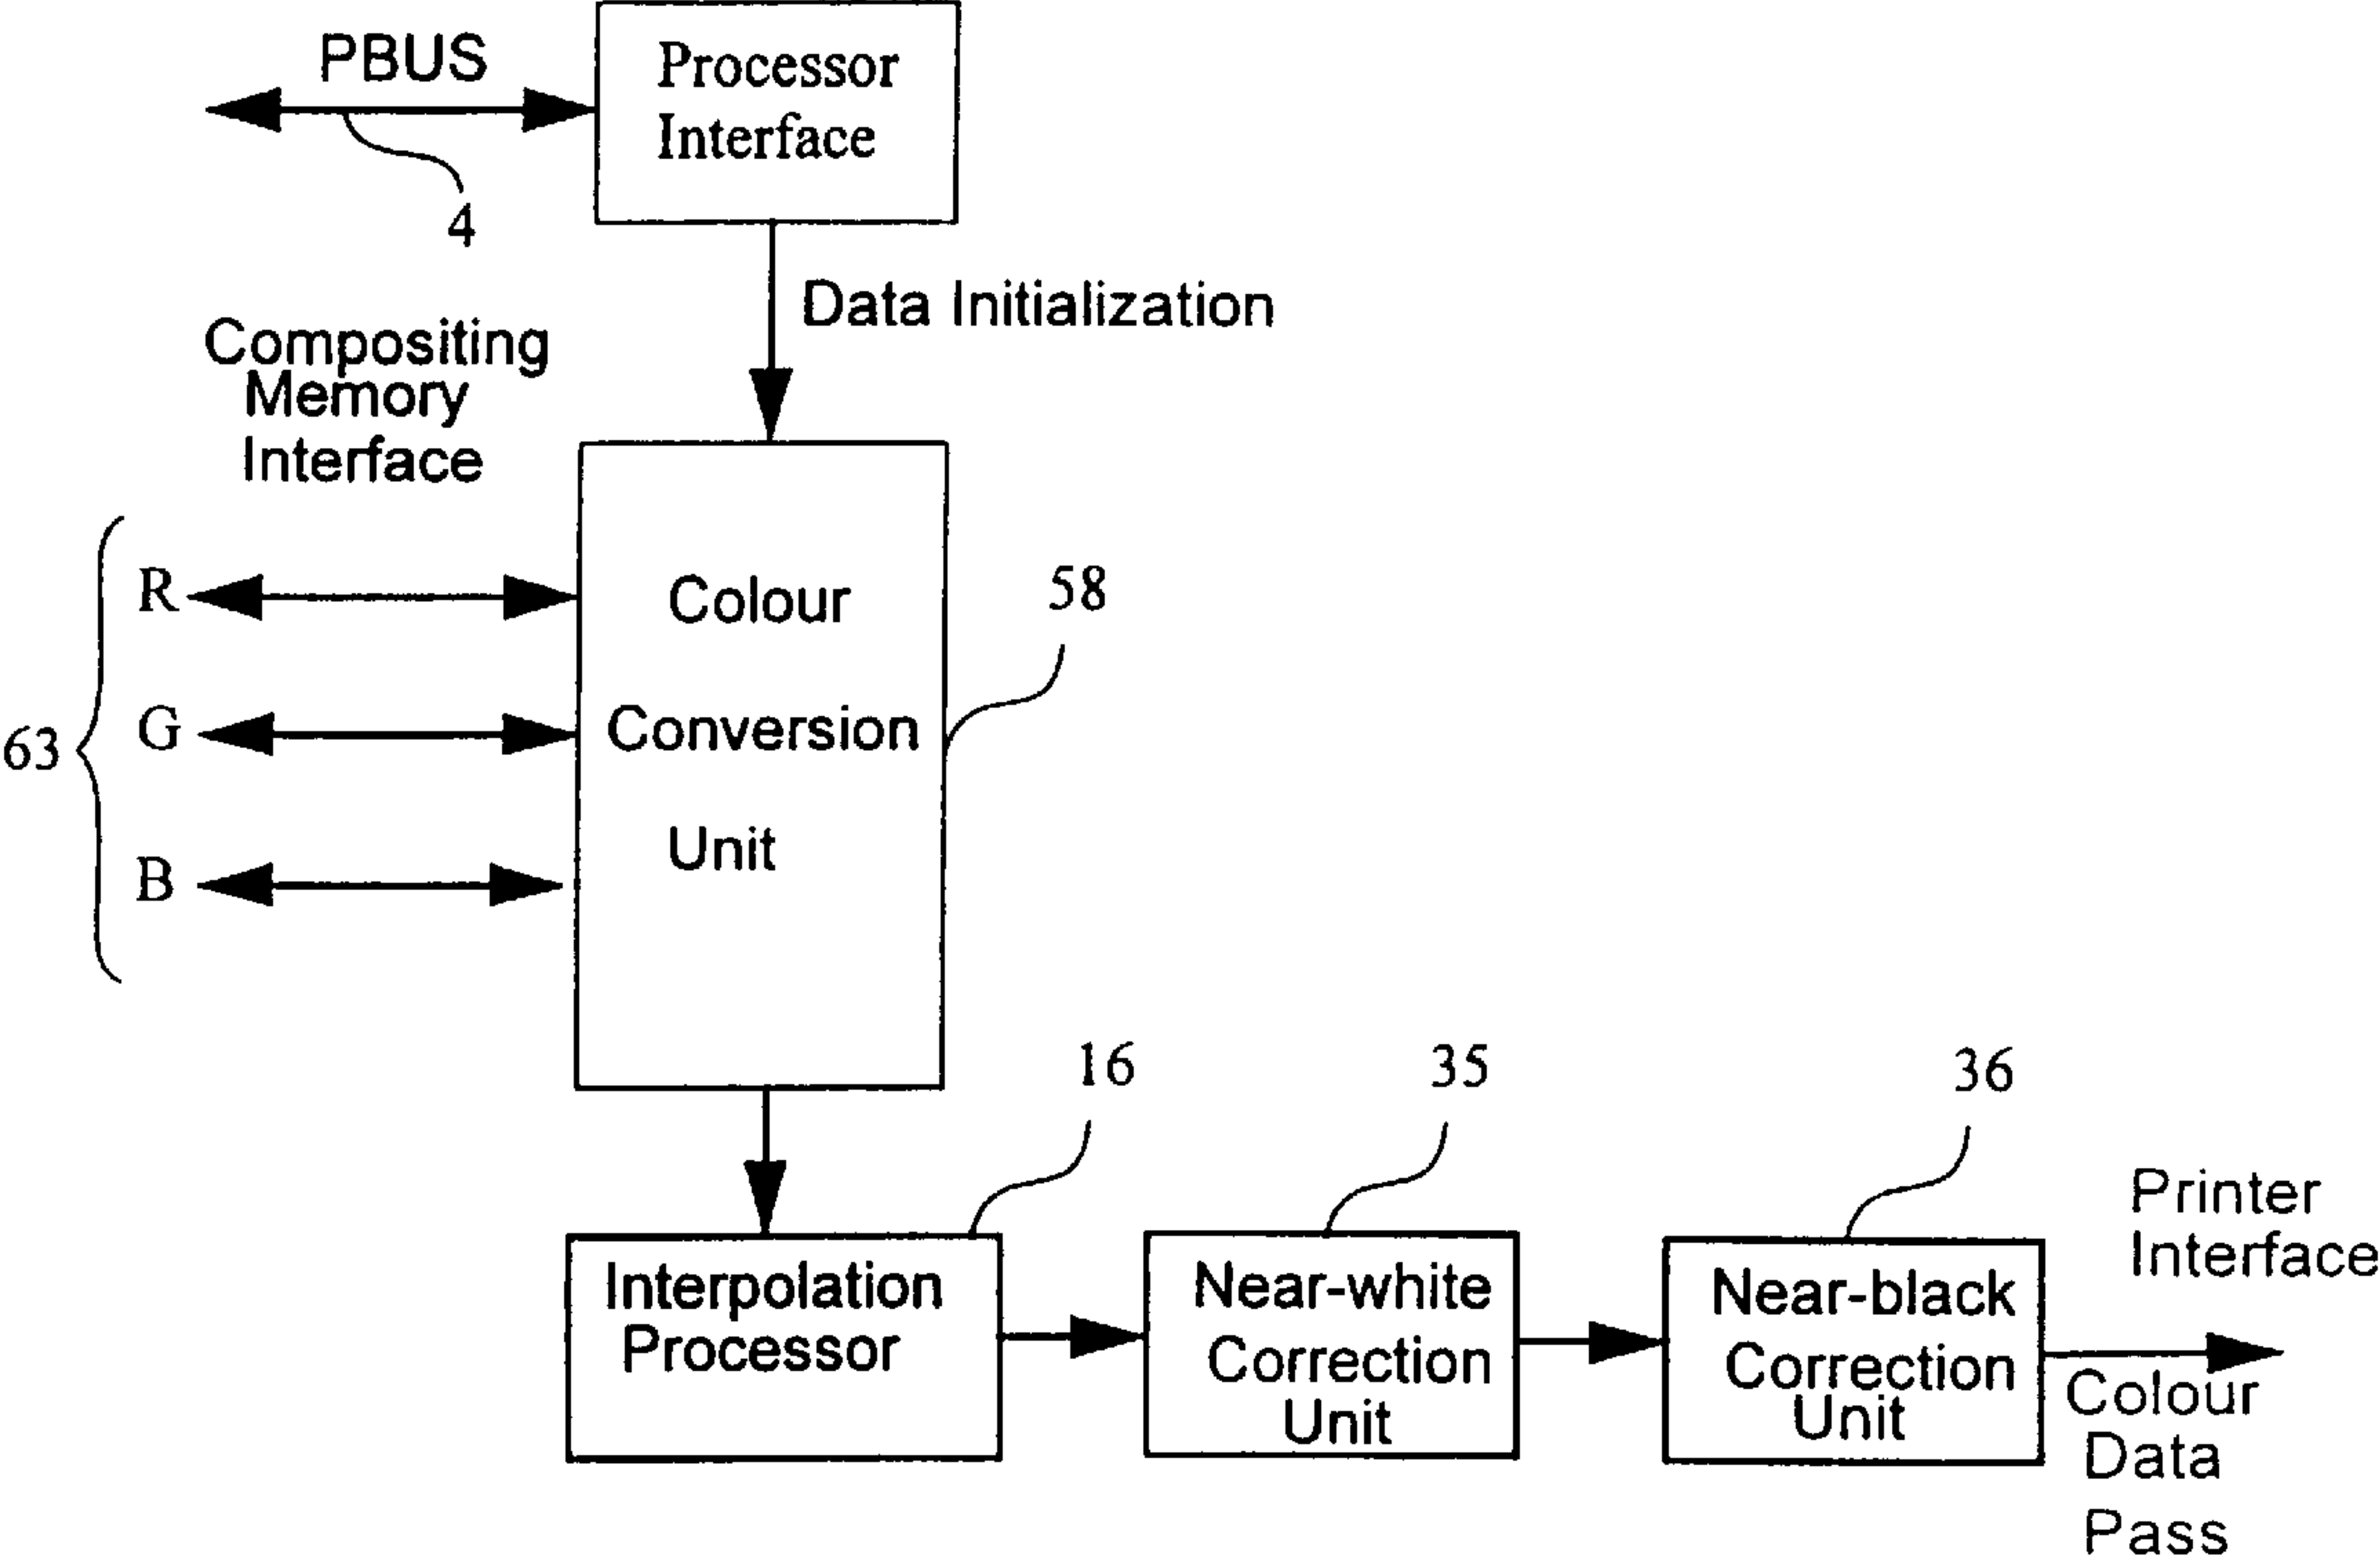 PBUS
Processor
Interface
4
Data Initialization
Compositing
Memory
Interface
R
G
B
63
Colour
Conversion
Unit
58
16
35
36
Interpolation
Processor
Near-white
Correction
Unit
Near-black
Correction
Unit
Printer
Interface
Colour
Data
Pass